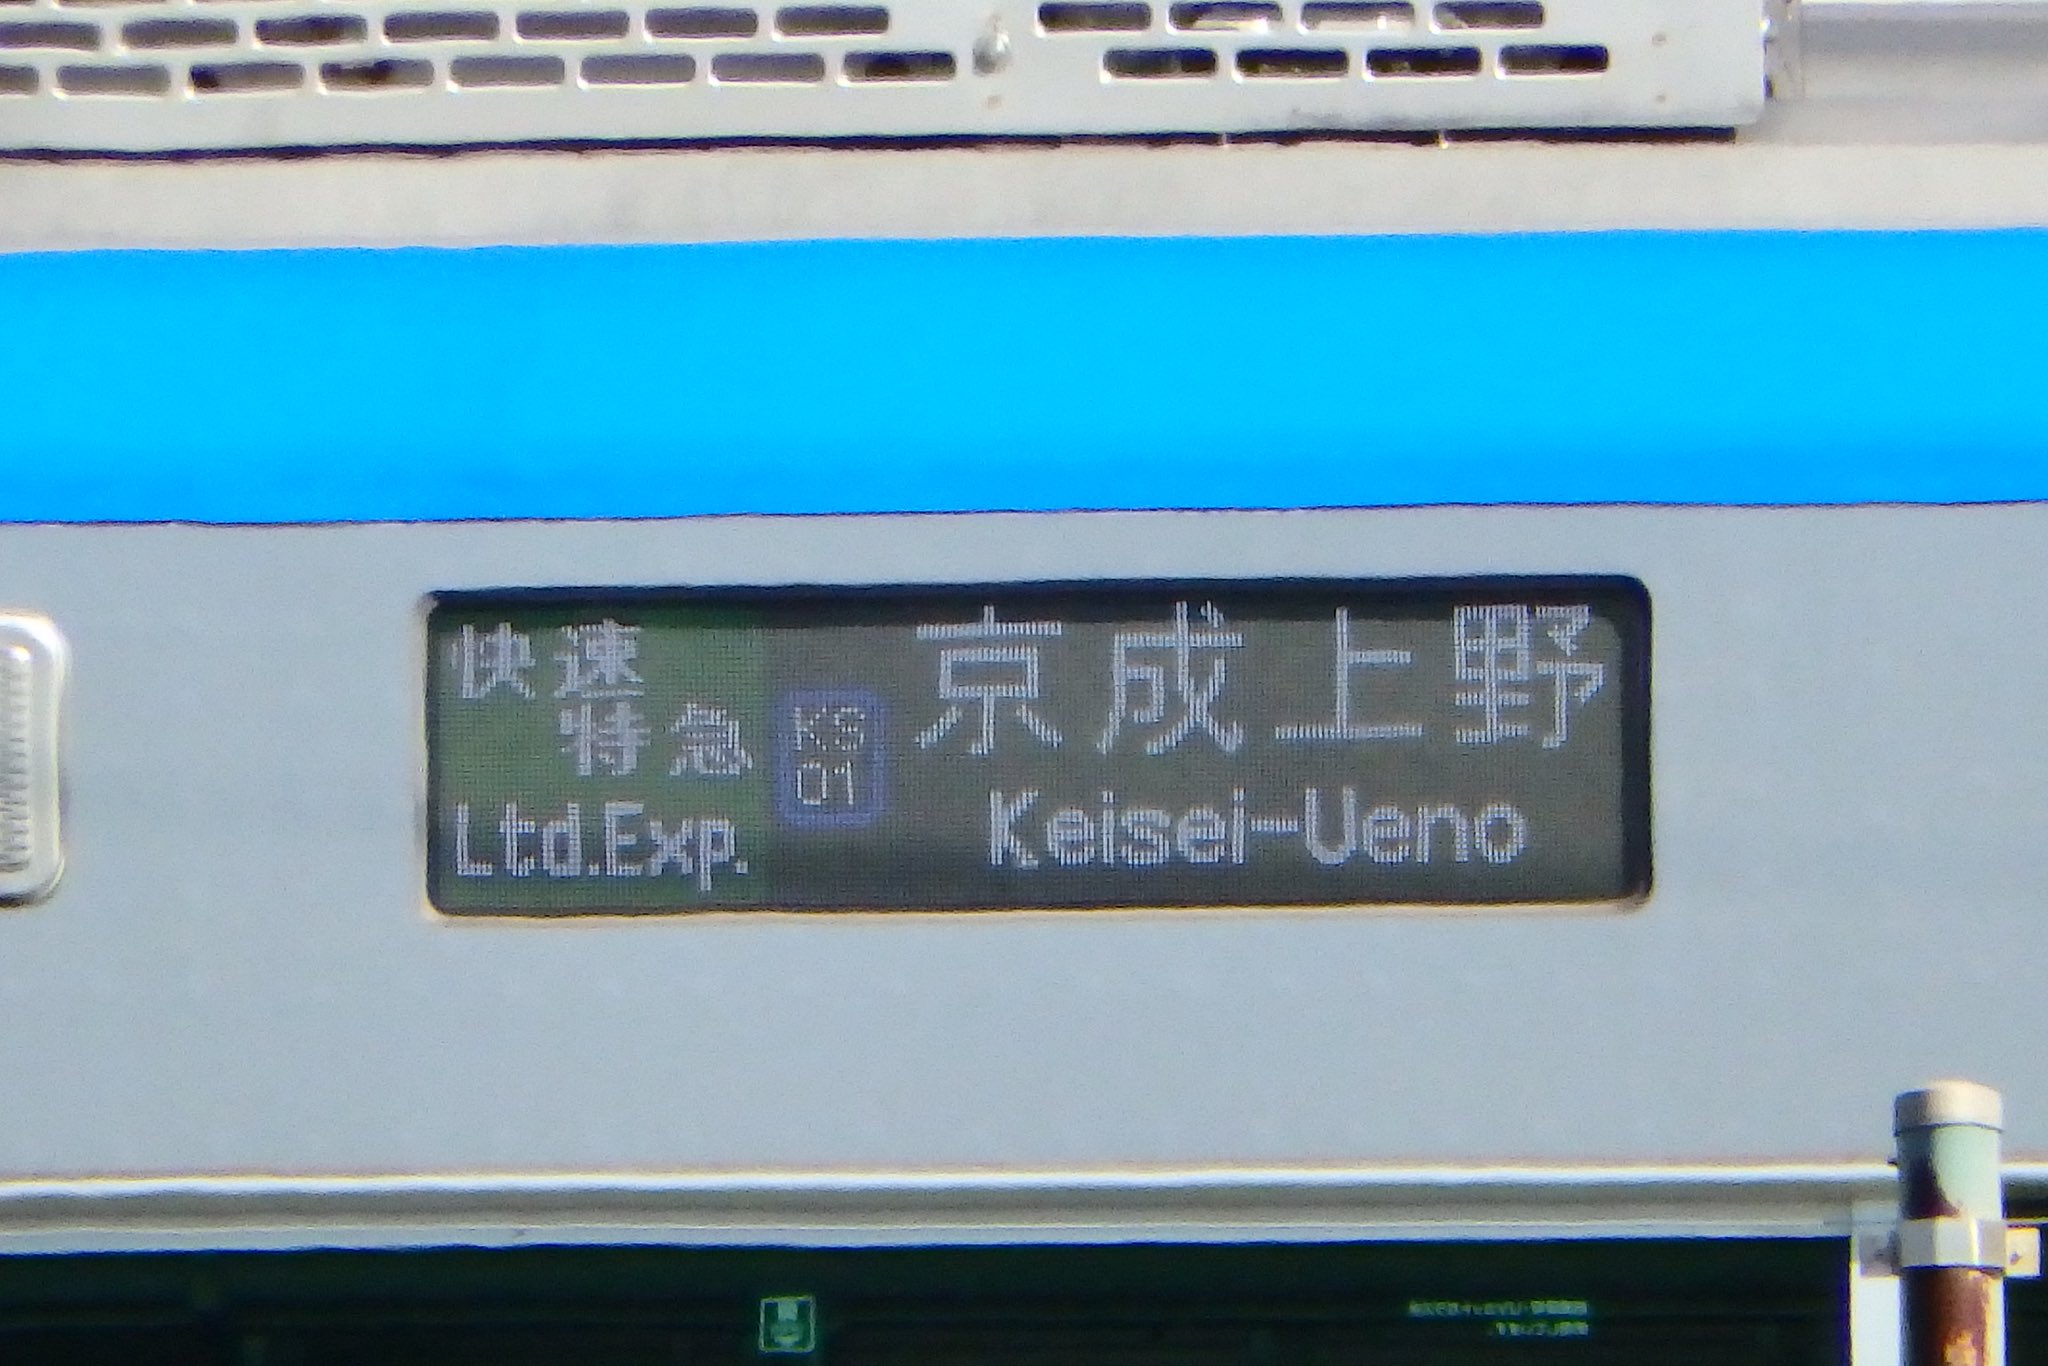 快速
特急
Ltd.Exp.
KS
01
京成上野
Keisei-Ueno